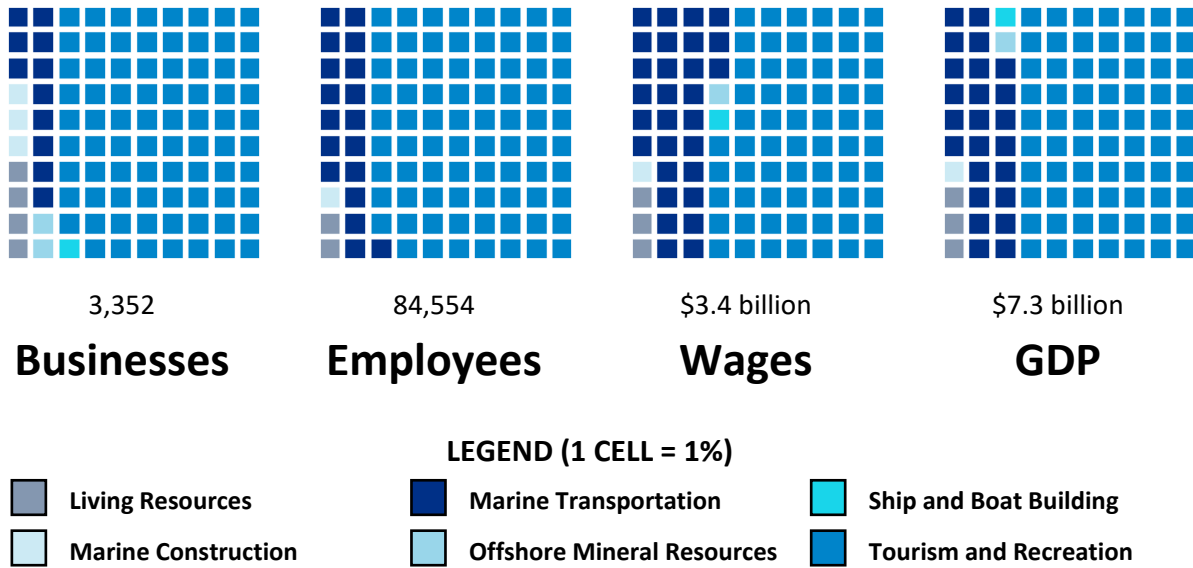 3,352
84,554
$3.4 billion
$7.3 billion
Businesses
Employees
Wages
GDP
LEGEND (1 CELL = 1%)
Living Resources
Marine Transportation
Ship and Boat Building
Marine Construction
Offshore Mineral Resources
Tourism and Recreation